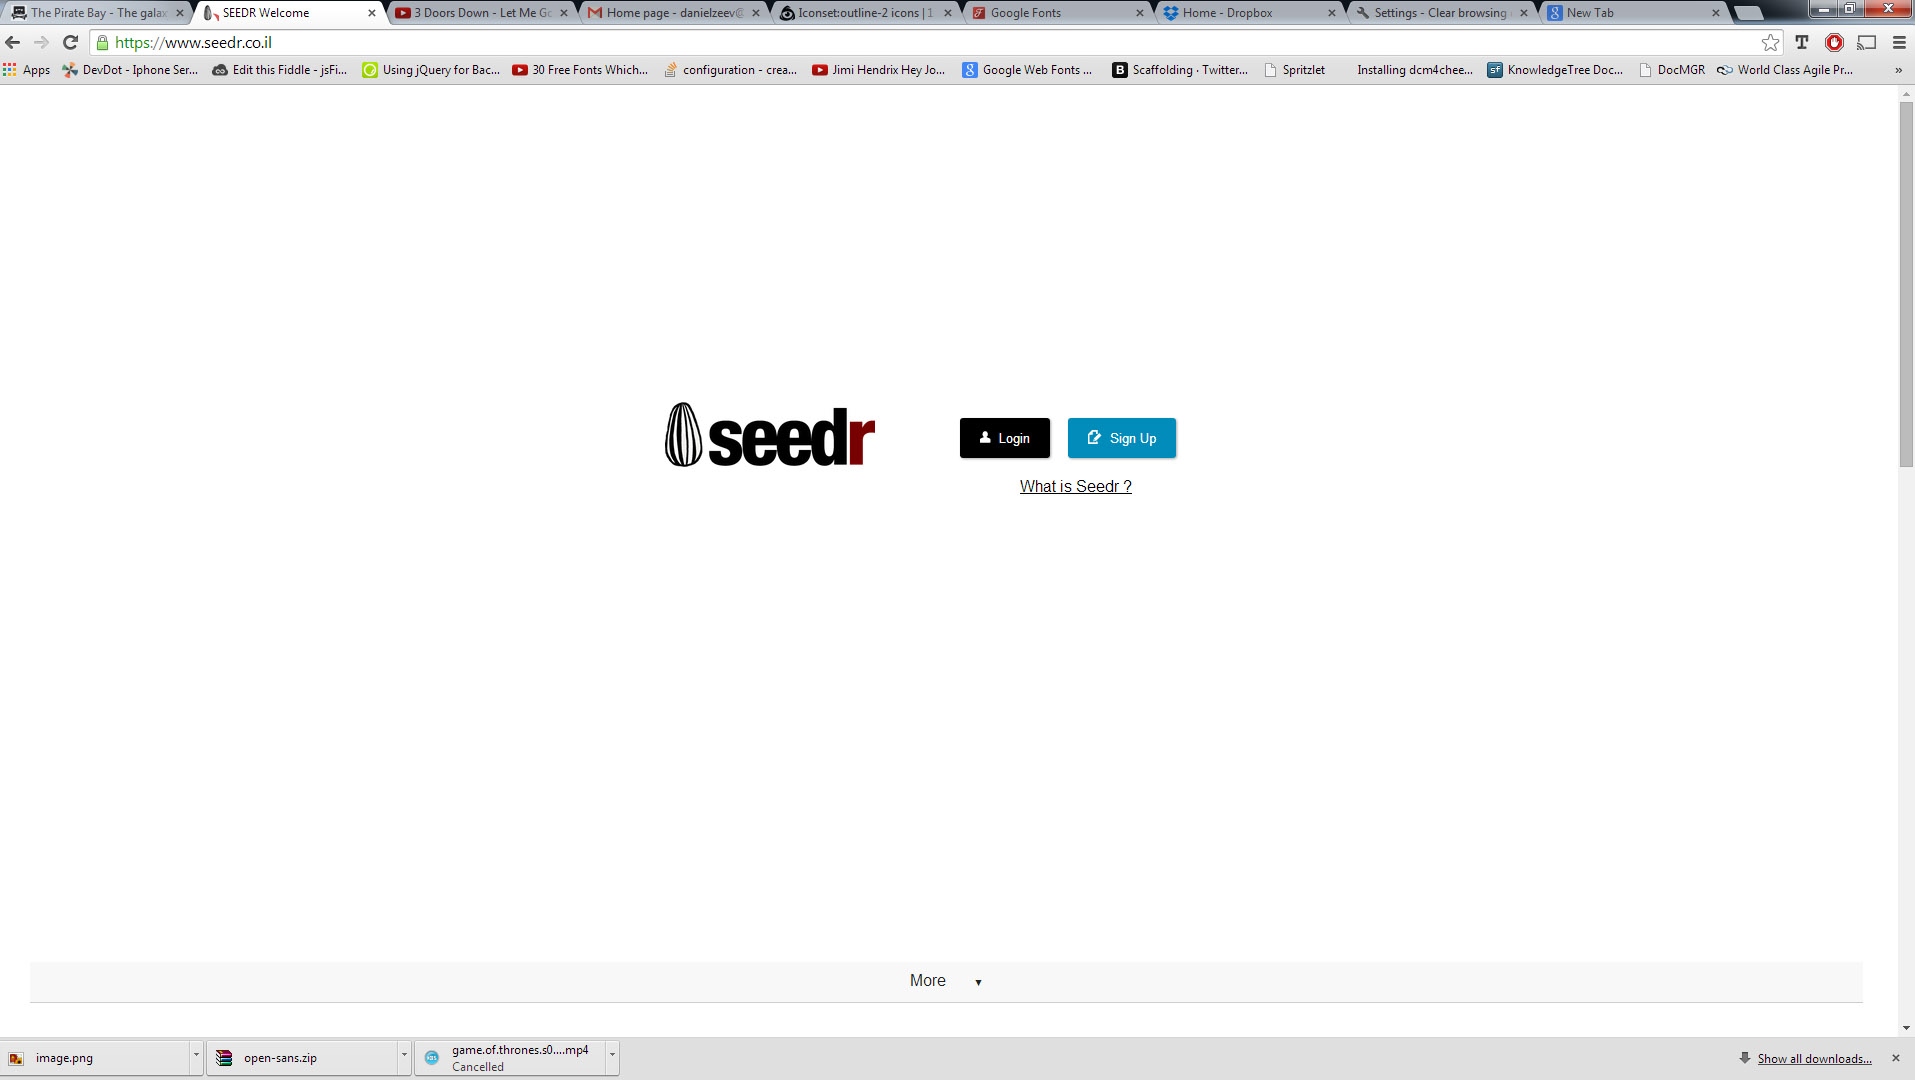 The Pirate Bay - The galax
SEEDR Welcome
3 Doors Down - Let Me Go
Home page - danielzeev@
Iconset:outline-2 icons | 1
Google Fonts
Home - Dropbox
Settings - Clear browsing
New Tab
https://www.seedr.co.il
Apps
DevDot - Iphone Ser...
Edit this Fiddle - jsFi...
Using jQuery for Bac...
30 Free Fonts Which...
configuration - crea...
Jimi Hendrix Hey Jo...
Google Web Fonts ...
Scaffolding · Twitter...
Spritzlet
Installing dcm4chee...
KnowledgeTree Doc...
DocMGR
World Class Agile Pr...
»
seedr
Login
Sign Up
What is Seedr ?
More
image.png
open-sans.zip
game.of.thrones.s0....mp4
Cancelled
Show all downloads...